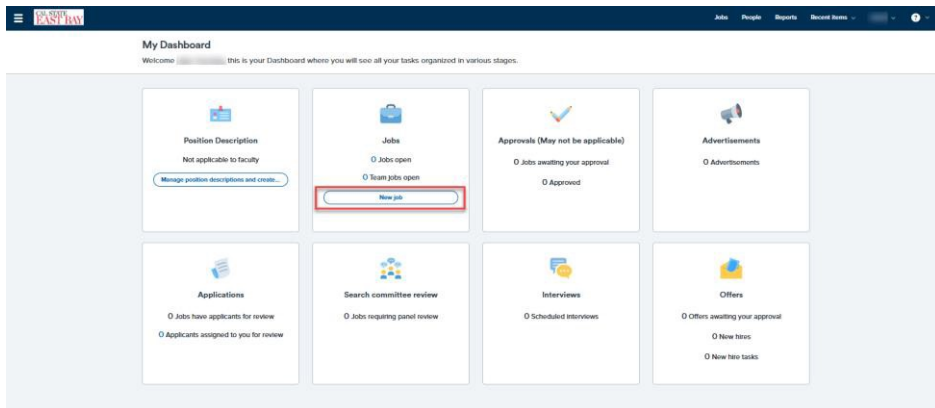 CAL STATE
EAST BAY
Jobs People Reports Recent items
My Dashboard
Welcome this is your Dashboard where you will see all your tasks organized in various stages.
Position Description
Not applicable to faculty
Manage position descriptions and create...
Jobs
0 Jobs open
0 Team jobs open
New job
Approvals (May not be applicable)
0 Jobs awaiting your approval
0 Approved
Advertisements
0 Advertisements
Applications
0 Jobs have applicants for review
0 Applicants assigned to you for review
Search committee review
0 Jobs requiring panel review
Interviews
0 Scheduled interviews
Offers
0 Offers awaiting your approval
0 New hires
0 New hire tasks